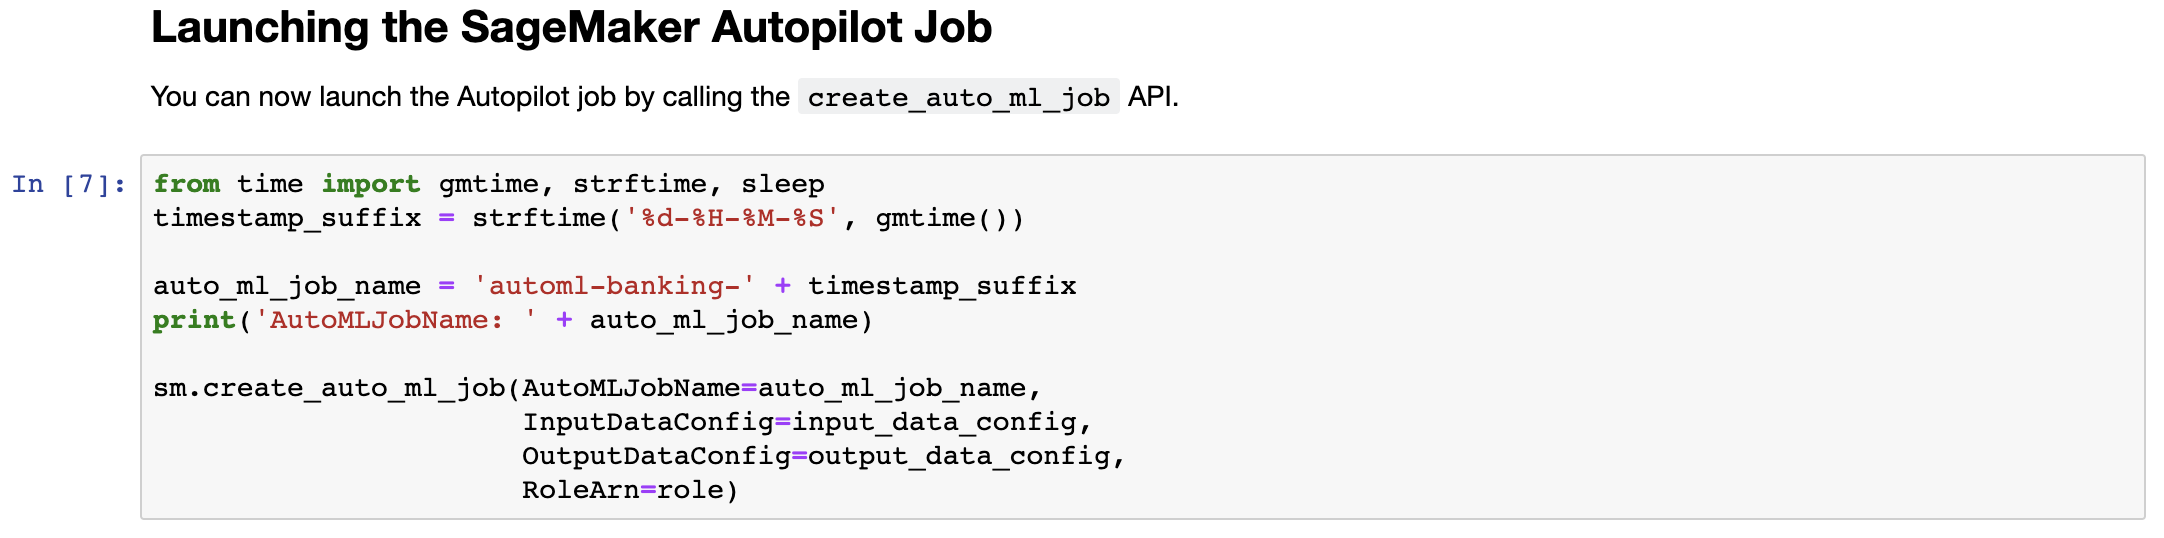 Launching the SageMaker Autopilot Job
You can now launch the Autopilot job by calling the create_auto_ml_job API.
In [7]: from time import gmtime, strftime, sleep
timestamp_suffix = strftime('%d-%H-%M-%S', gmtime())
auto_ml_job_name = 'automl-banking-' + timestamp_suffix
print('AutoMLJobName: ' + auto_ml_job_name)
sm.create_auto_ml_job(AutoMLJobName=auto_ml_job_name,
InputDataConfig=input_data_config,
OutputDataConfig=output_data_config,
RoleArn=role)